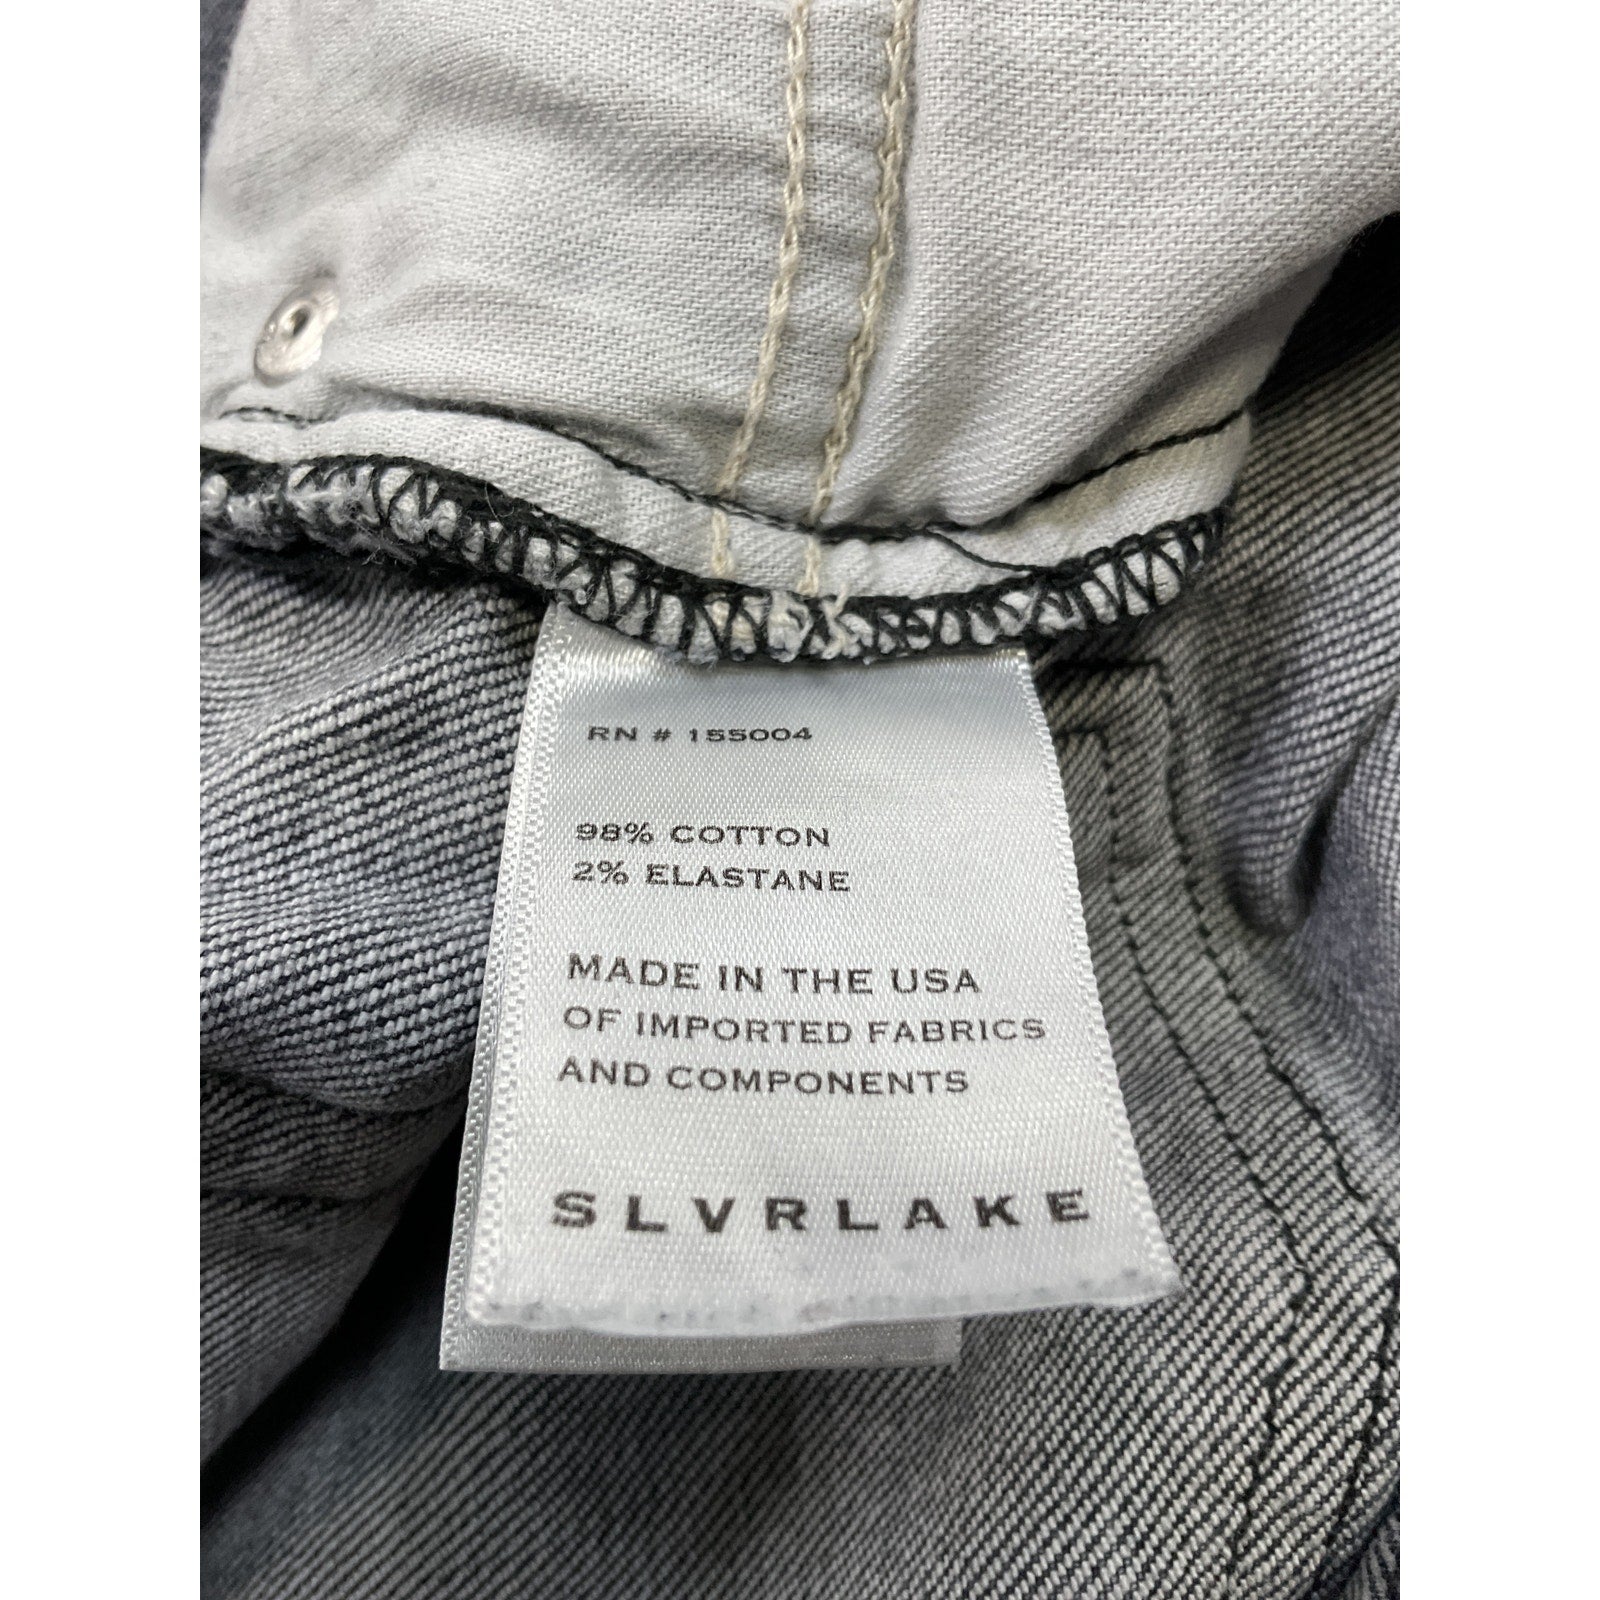 RN # 155004
98% COTTON
2% ELASTANE
MADE IN THE USA
OF IMPORTED FABRICS
AND COMPONENTS
SLVRLAKE